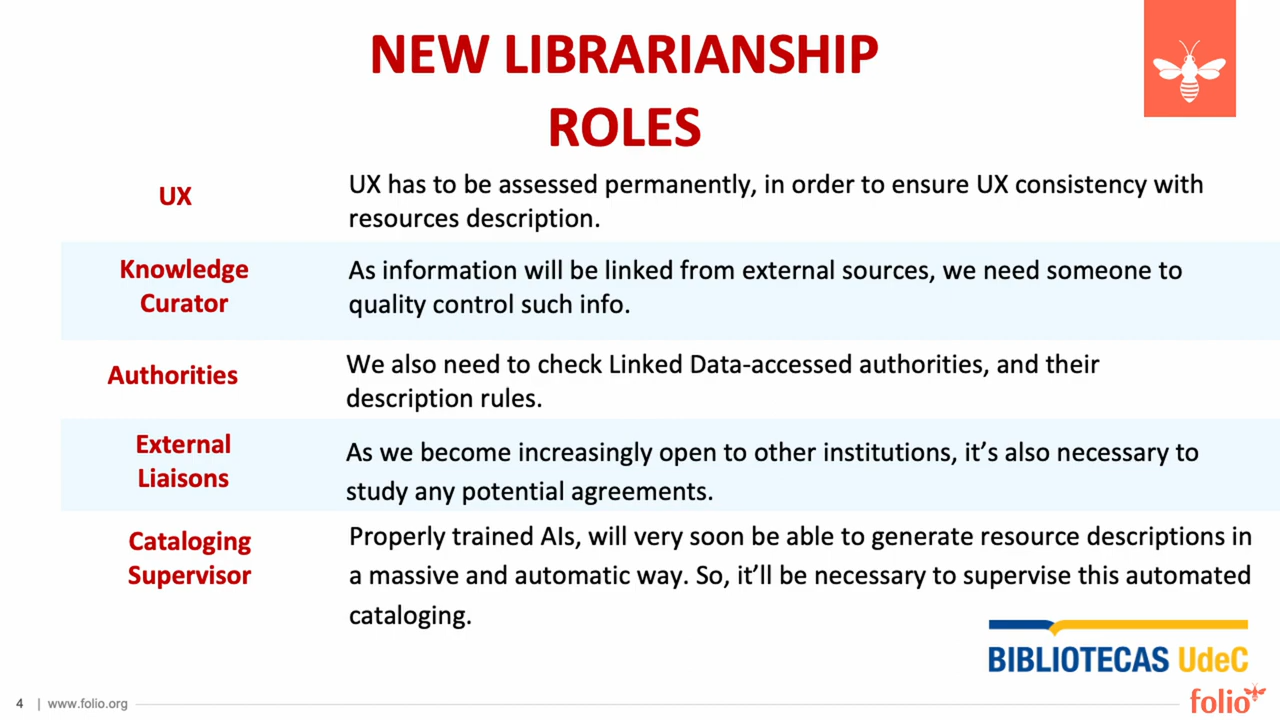 NEW LIBRARIANSHIP
ROLES
UX
UX has to be assessed permanently, in order to ensure UX consistency with
resources description.
Knowledge
Curator
As information will be linked from external sources, we need someone to
quality control such info.
Authorities
We also need to check Linked Data-accessed authorities, and their
description rules.
External
Liaisons
As we become increasingly open to other institutions, it’s also necessary to
study any potential agreements.
Cataloging
Supervisor
Properly trained AIs, will very soon be able to generate resource descriptions in
a massive and automatic way. So, it’ll be necessary to supervise this automated
cataloging.
BIBLIOTECAS UdeC
4 | www.folio.org
folio